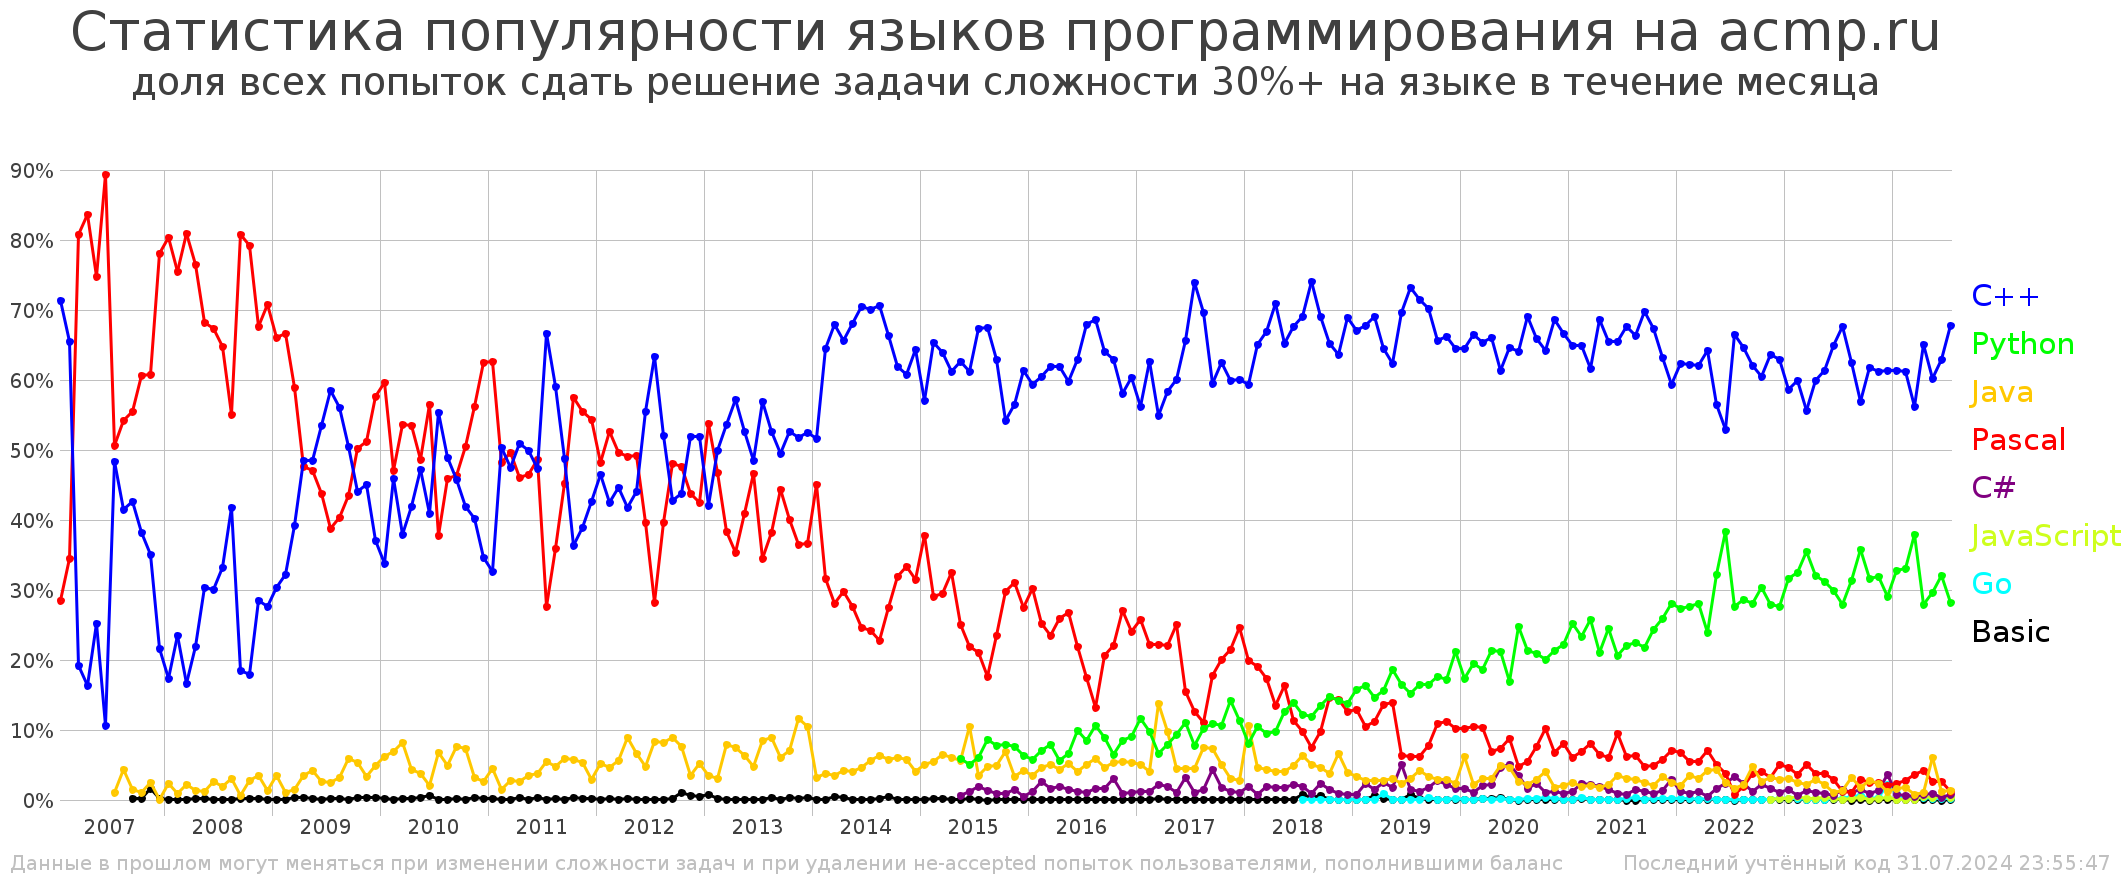 Статистика популярности языков программирования на acmp.ru
доля всех попыток сдать решение задачи сложности 30%+ на языке в течение месяца
90%
80%
70%
60%
50%
40%
30%
20%
10%
0%
C++
Python
Java
Pascal
C#
JavaScript
Go
Basic
2007 2008 2009 2010 2011 2012 2013 2014 2015 2016 2017 2018 2019 2020 2021 2022 2023
Данные в прошлом могут меняться при изменении сложности задач и при удалении не-accepted попыток пользователями, пополнившими баланс Последний учтённый код 31.07.2024 23:55:47